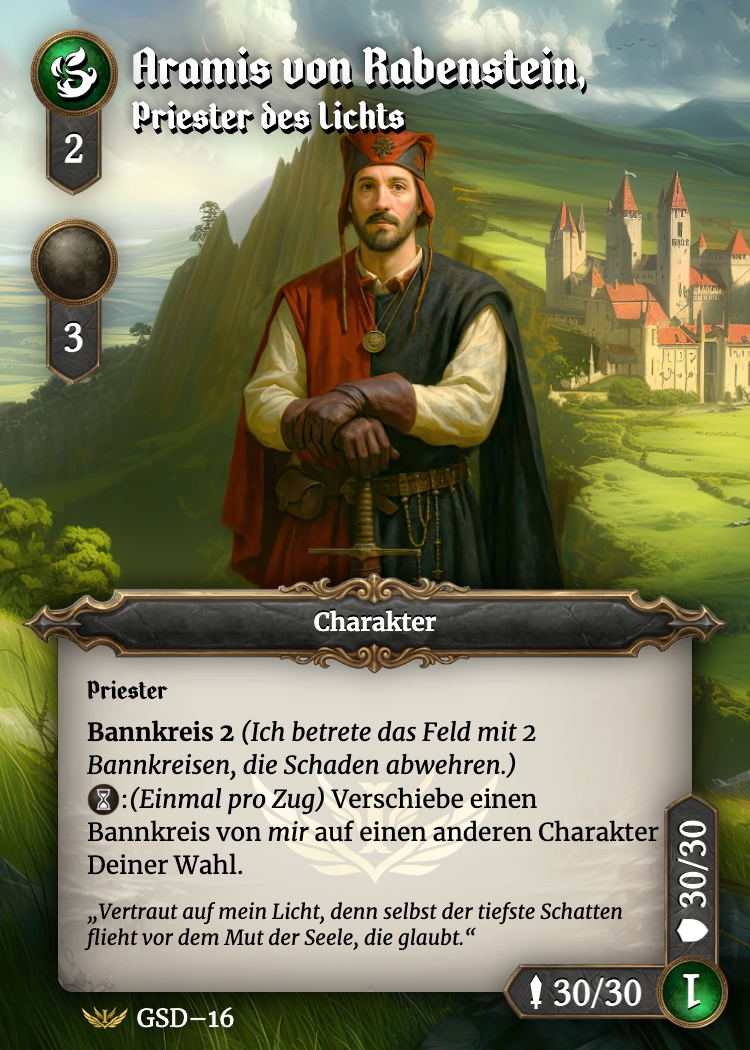 Aramis von Rabenstein,
Priester des Lichts
2
3
Charakter
Priester
Bannkreis 2 (Ich betrete das Feld mit 2
Bannkreisen, die Schaden abwehren.)
:(Einmal pro Zug) Verschiebe einen
Bannkreis von mir auf einen anderen Charakter
Deiner Wahl.
„Vertraut auf mein Licht, denn selbst der tiefste Schatten
flieht vor dem Mut der Seele, die glaubt.“
30/30
30/30
1
GSD–16